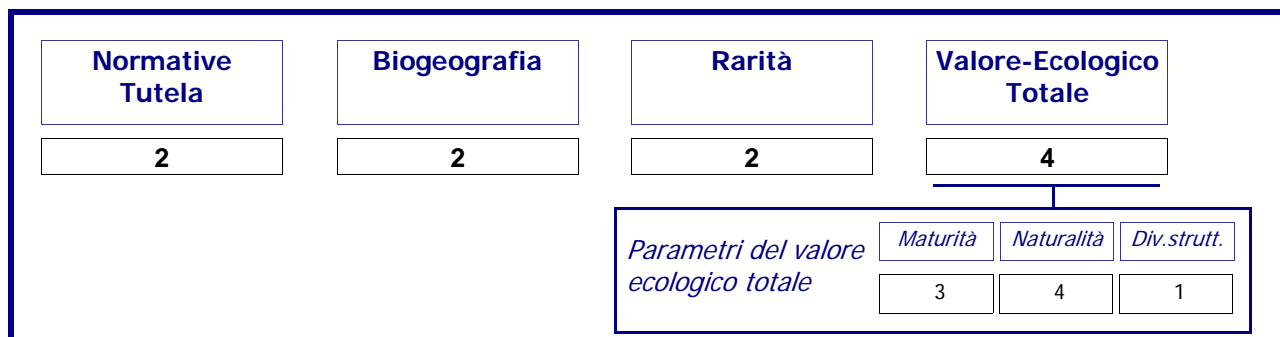 Normative
Tutela
Biogeografia
Rarità
Valore-Ecologico
Totale
2
2
2
4
Parametri del valore
ecologico totale
Maturità
Naturalità
Div.strutt.
3
4
1